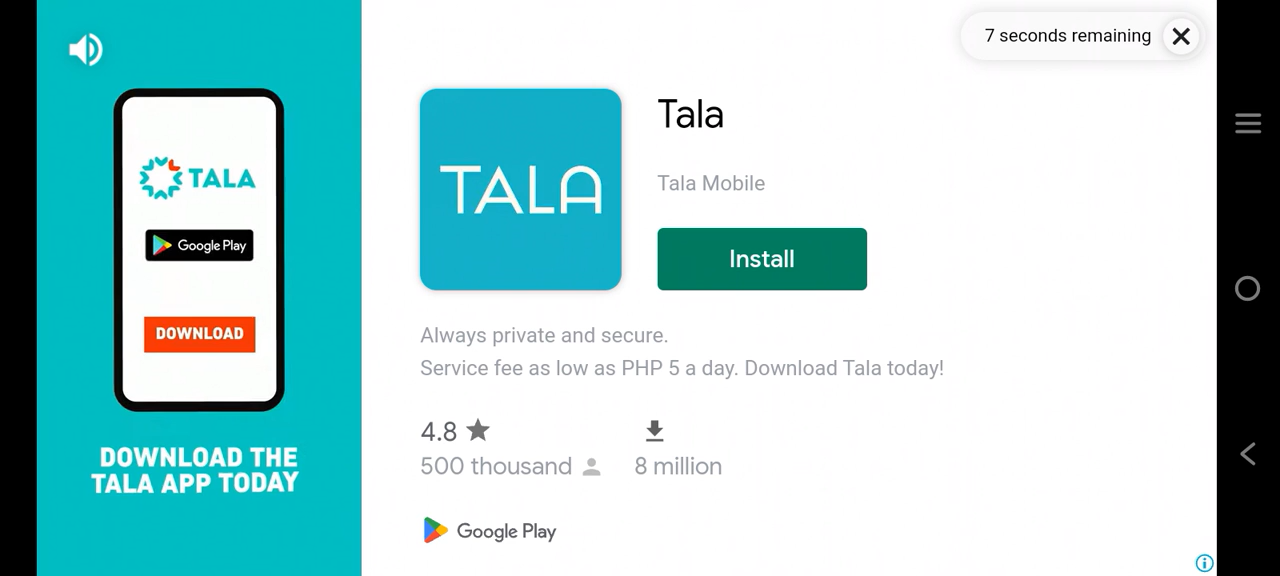 TALA
Google Play
DOWNLOAD
DOWNLOAD THE
TALA APP TODAY
7 seconds remaining
TALA
Tala
Tala Mobile
Install
Always private and secure.
Service fee as low as PHP 5 a day. Download Tala today!
4.8
500 thousand
8 million
Google Play